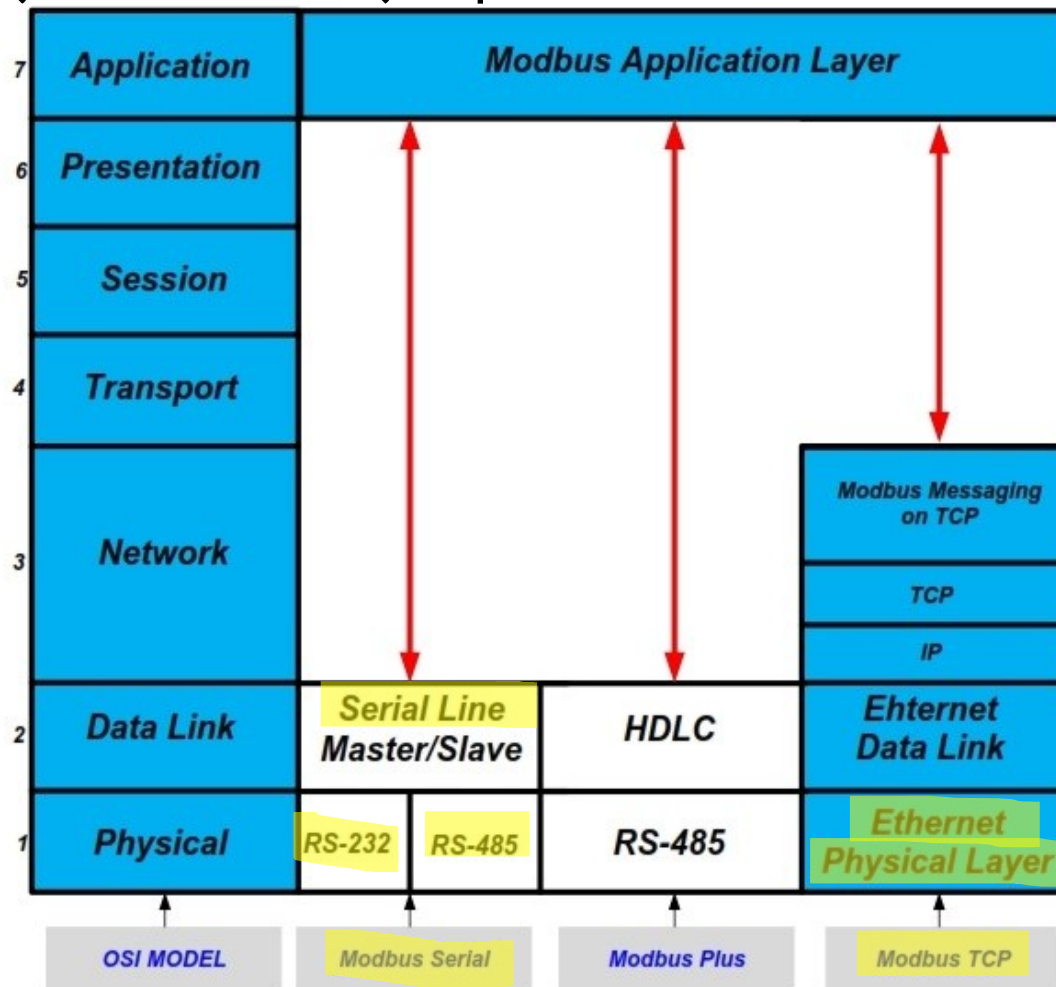 7
Application
Modbus Application Layer
6
Presentation
5
Session
4
Transport
3
Network
Modbus Messaging
on TCP
TCP
IP
2
Data Link
Serial Line
Master/Slave
HDLC
Ehternet
Data Link
1
Physical
RS-232
RS-485
RS-485
Ethernet
Physical Layer
OSI MODEL
Modbus Serial
Modbus Plus
Modbus TCP